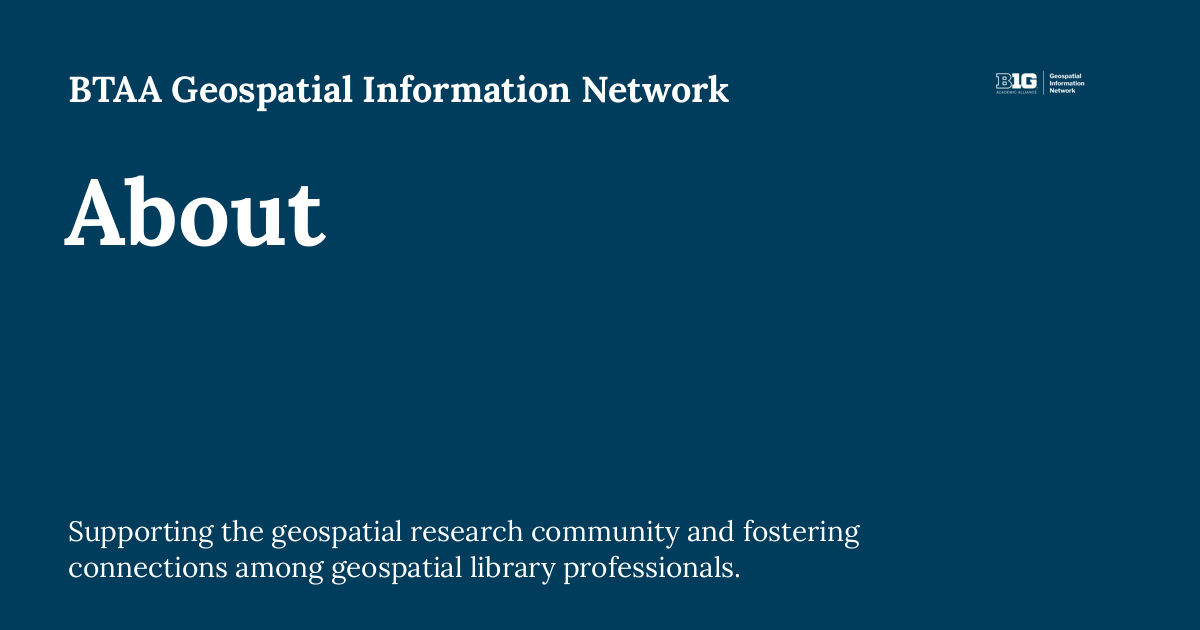 BTAA Geospatial Information Network
B1G
ACADEMIC ALLIANCE
Geospatial
Information
Network
About
Supporting the geospatial research community and fostering
connections among geospatial library professionals.